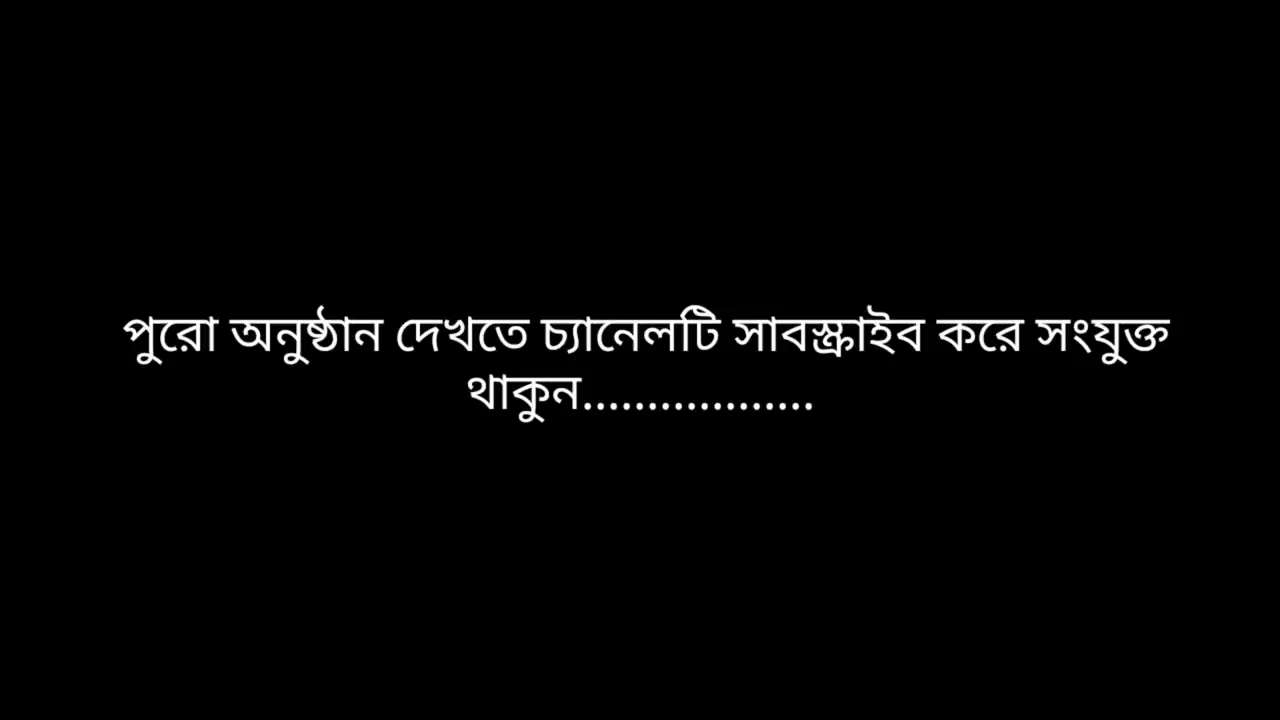 পুরো অনুষ্ঠান দেখতে চ্যানেলটি সাবস্ক্রাইব করে সংযুক্ত
থাকুন..................